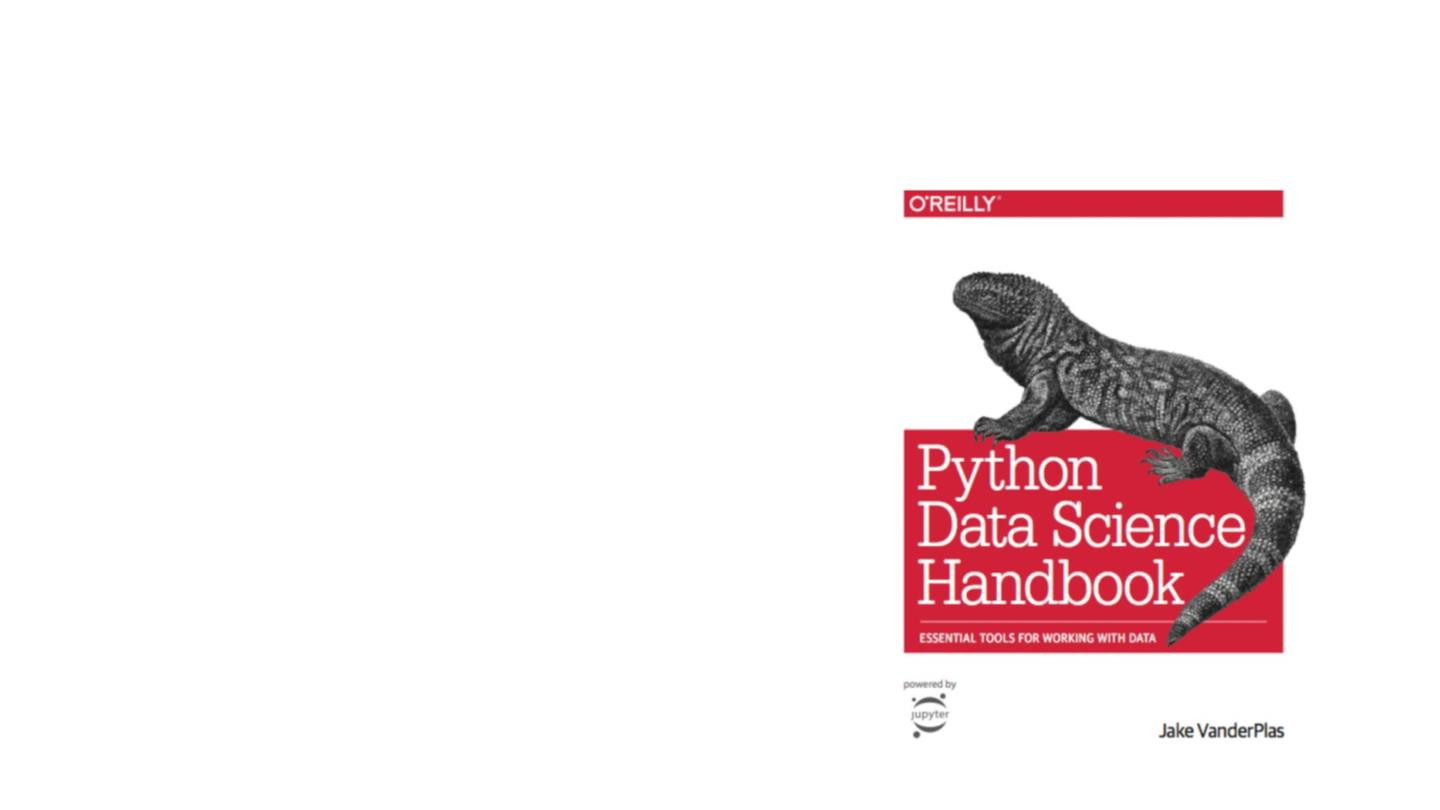 O'REILLY®
Python
Data Science
Handbook
ESSENTIAL TOOLS FOR WORKING WITH DATA
powered by
jupyter
Jake VanderPlas